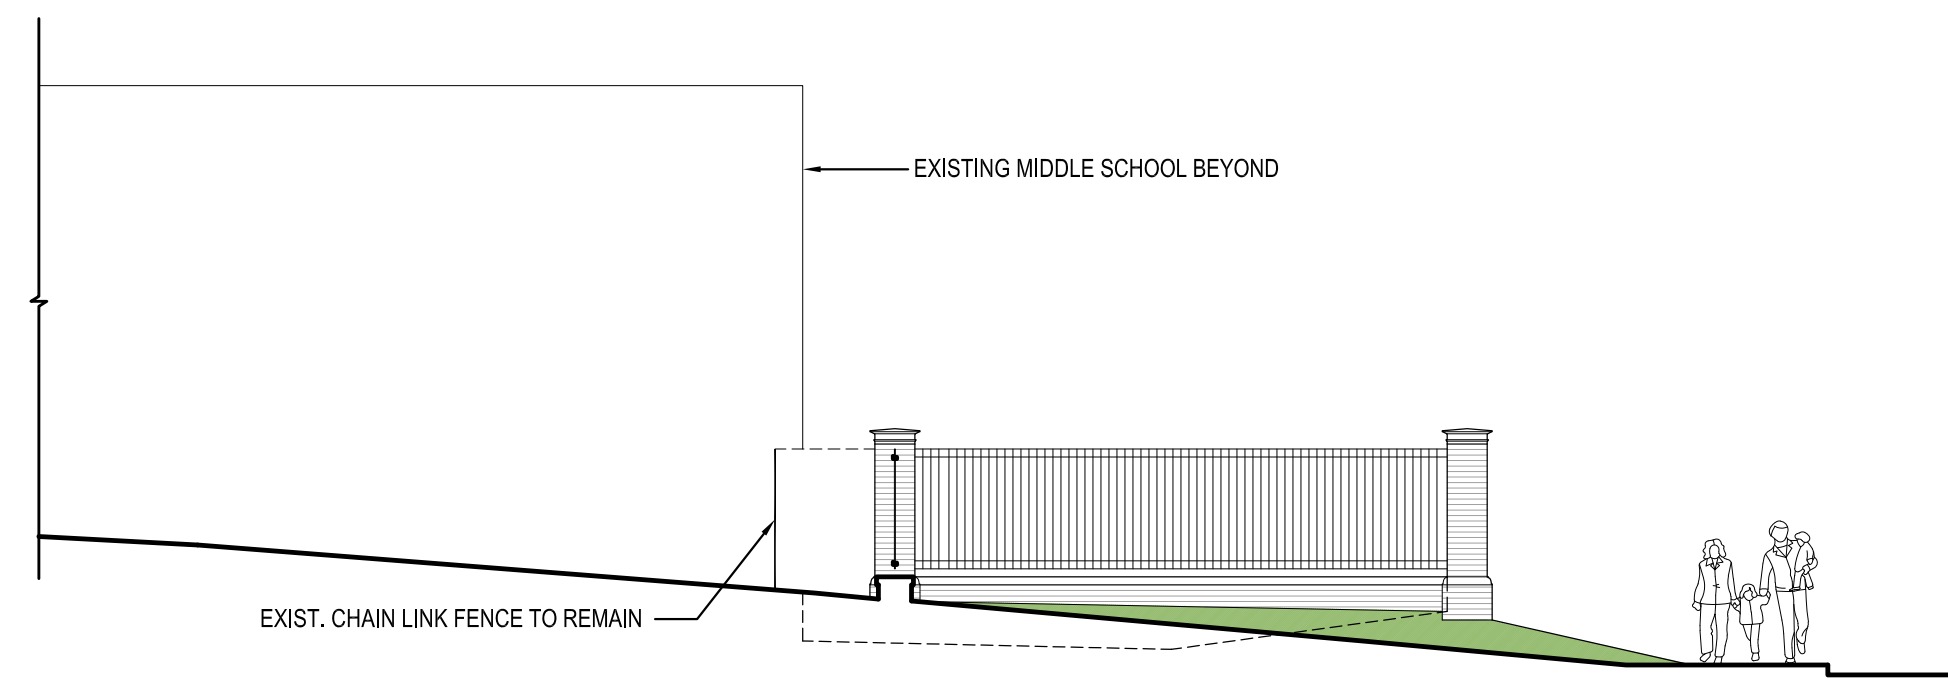 EXISTING MIDDLE SCHOOL BEYOND
EXIST. CHAIN LINK FENCE TO REMAIN